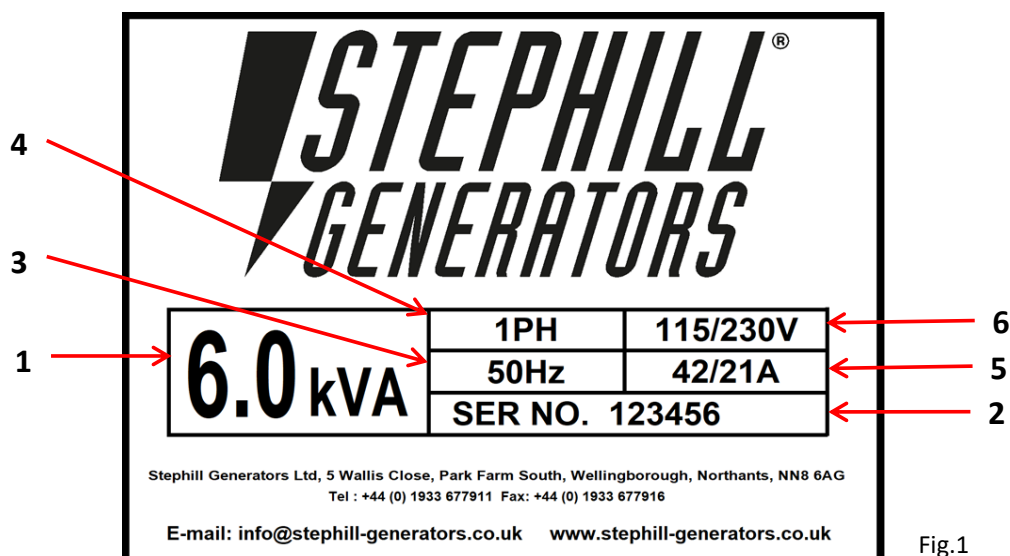 STEPHILL®
GENERATORS
4
3
1
6.0 kVA
1PH
115/230V
6
50Hz
42/21A
5
SER NO. 123456
2
Stephill Generators Ltd, 5 Wallis Close, Park Farm South, Wellingborough, Northants, NN8 6AG
Tel : +44 (0) 1933 677911 Fax: +44 (0) 1933 677916
E-mail: info@stephill-generators.co.uk www.stephill-generators.co.uk
Fig.1